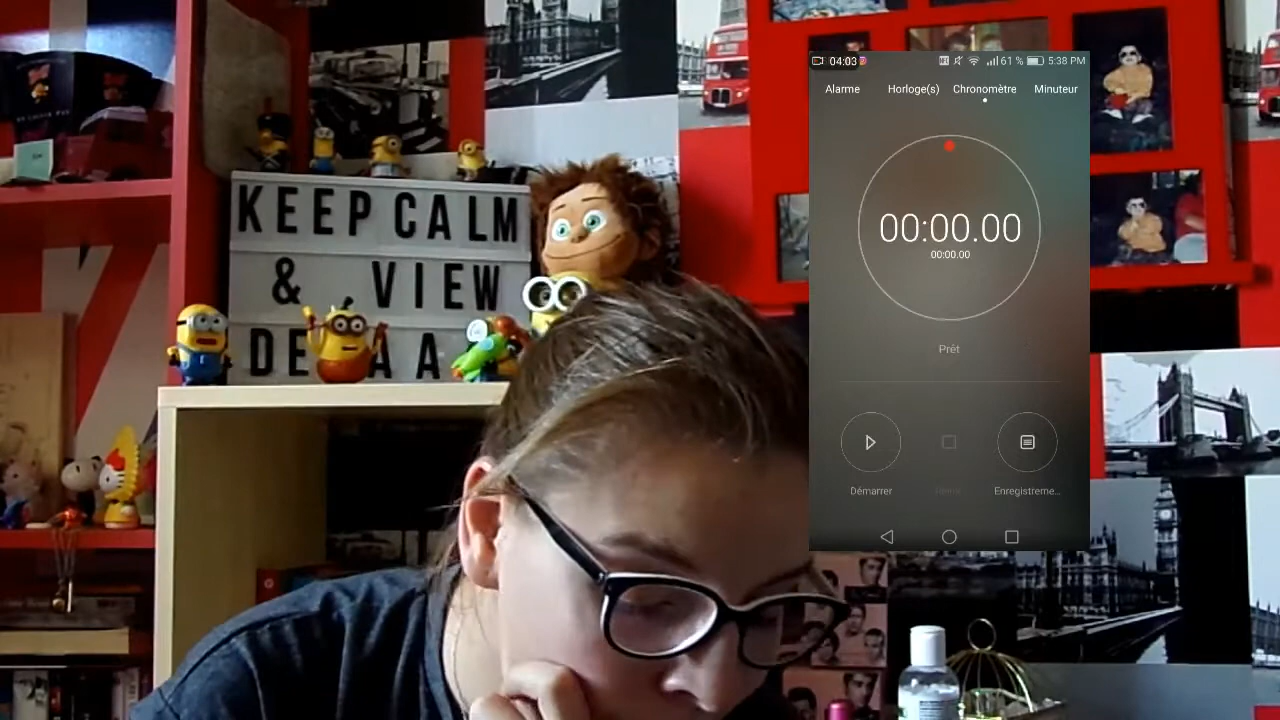 KEEP CALM
& VIEW
DE A A
04:03
61 % 5:38 PM
Alarme Horloge(s) Chronomètre Minuteur
00:00.00
00:00.00
Prêt
Démarrer Enregistreme...